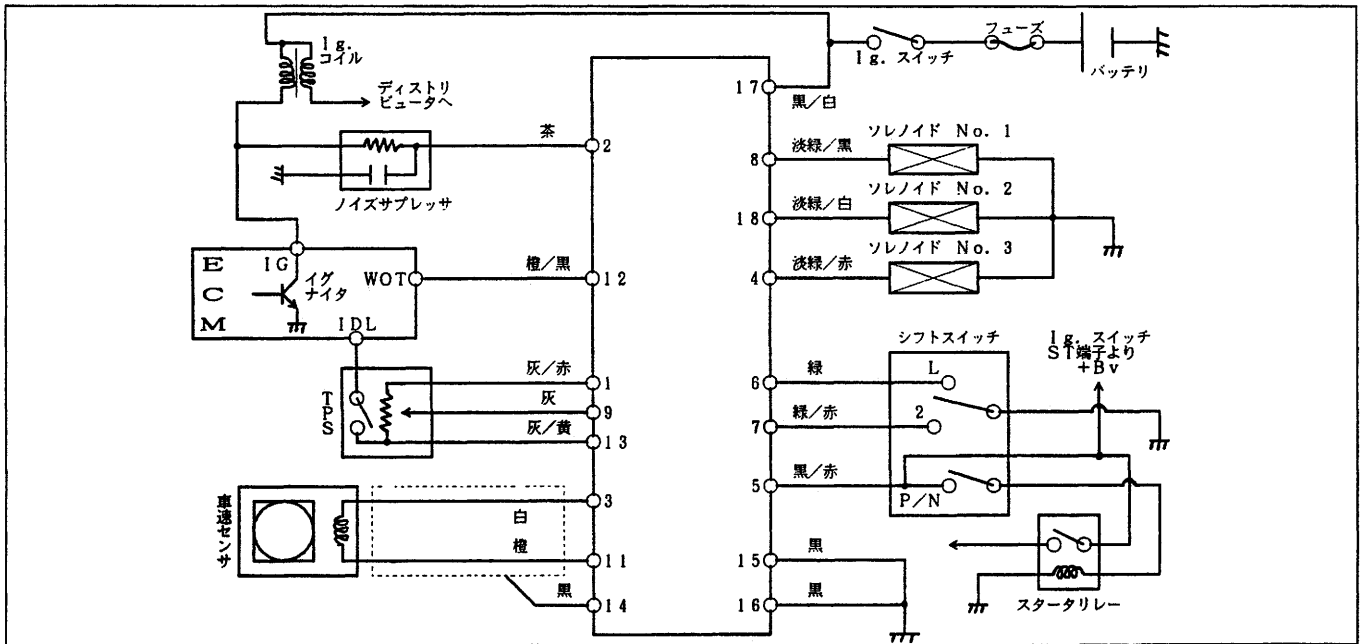 Ig.
コイル
ディストリ
ビュータへ
Ig. スイッチ
フューズ
バッテリ
17
黒/白
茶
2
ノイズサプレッサ
ソレノイド No. 1
淡緑/黒
8
ソレノイド No. 2
淡緑/白
18
ソレノイド No. 3
淡緑/赤
4
ECM
IG
イグ
ナイタ
WOT
IDL
橙/黒
12
TPS
灰/赤
1
灰
9
灰/黄
13
シフトスイッチ
Ig. スイッチ
ST端子より
+Bv
緑
6
L
緑/赤
7
2
黒/赤
5
P/N
車速センサ
3
白
橙
11
黒
14
15
黒
16
黒
スタータリレー